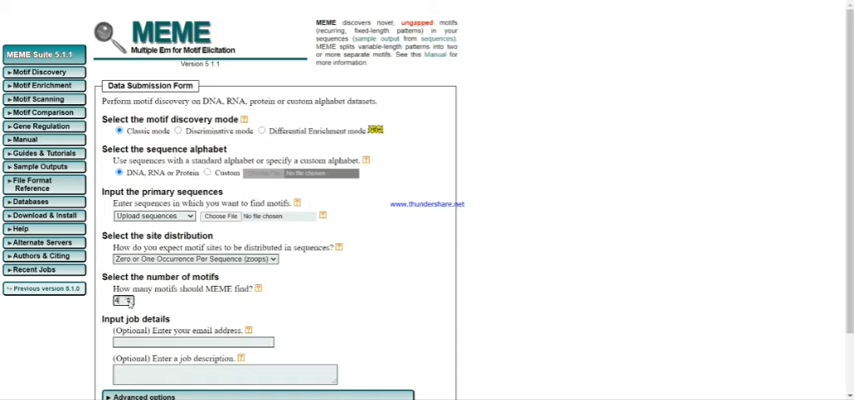 MEME
Multiple Em for Motif Elicitation
Version 5.1.1
MEME discovers novel, ungapped motifs
(recurring, fixed-length patterns) in your
sequences (sample output from sequences).
MEME splits variable-length patterns into two
or more separate motifs. See this Manual for
more information.
MEME Suite 5.1.1
Motif Discovery
Motif Enrichment
Motif Scanning
Motif Comparison
Gene Regulation
Manual
Guides & Tutorials
Sample Outputs
File Format
Reference
Databases
Download & Install
Help
Alternate Servers
Authors & Citing
Recent Jobs
Previous version 5.1.0
Data Submission Form
Perform motif discovery on DNA, RNA, protein or custom alphabet datasets.
Select the motif discovery mode
Classic mode Discriminative mode Differential Enrichment mode
Select the sequence alphabet
Use sequences with a standard alphabet or specify a custom alphabet.
DNA, RNA or Protein Custom No file chosen
Input the primary sequences
Enter sequences in which you want to find motifs.
Upload sequences Choose File No file chosen
www.thundershare.net
Select the site distribution
How do you expect motif sites to be distributed in sequences?
Zero or One Occurrence Per Sequence (zoops)
Select the number of motifs
How many motifs should MEME find?
4
Input job details
(Optional) Enter your email address.
(Optional) Enter a job description.
Advanced options